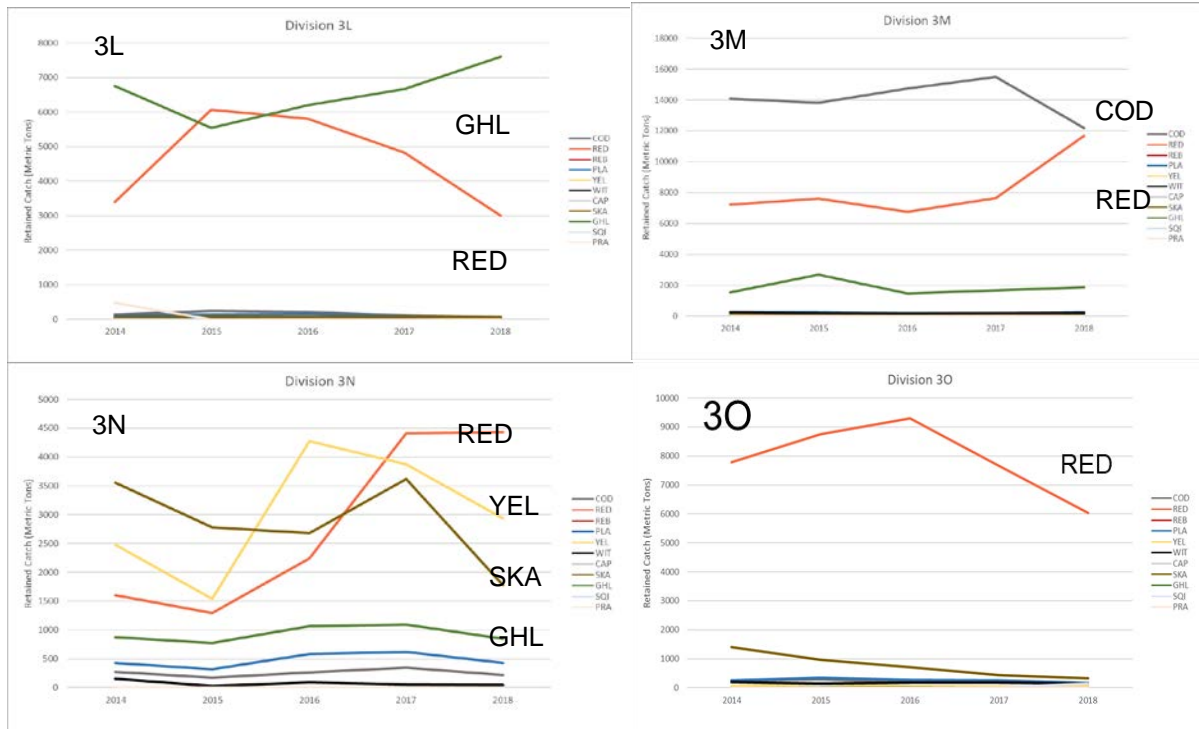 Division 3L
3L
8000
7000
6000
5000
4000
3000
2000
1000
0
Retained Catch (Metric Tons)
2014 2015 2016 2017 2018
GHL
RED
COD
RED
REB
PLA
YEL
WIT
CAP
SKA
GHL
SQI
PRA
Division 3M
3M
18000
16000
14000
12000
10000
8000
6000
4000
2000
0
Retained Catch (Metric Tons)
2014 2015 2016 2017 2018
COD
RED
COD
RED
REB
PLA
YEL
WIT
CAP
SKA
GHL
SQI
PRA
Division 3N
3N
5000
4500
4000
3500
3000
2500
2000
1500
1000
500
0
Retained Catch (Metric Tons)
2014 2015 2016 2017 2018
RED
YEL
SKA
GHL
COD
RED
REB
PLA
YEL
WIT
CAP
SKA
GHL
SQI
PRA
Division 3O
3O
10000
9000
8000
7000
6000
5000
4000
3000
2000
1000
0
Retained Catch (Metric Tons)
2014 2015 2016 2017 2018
RED
COD
RED
REB
PLA
YEL
WIT
CAP
SKA
GHL
SQI
PRA